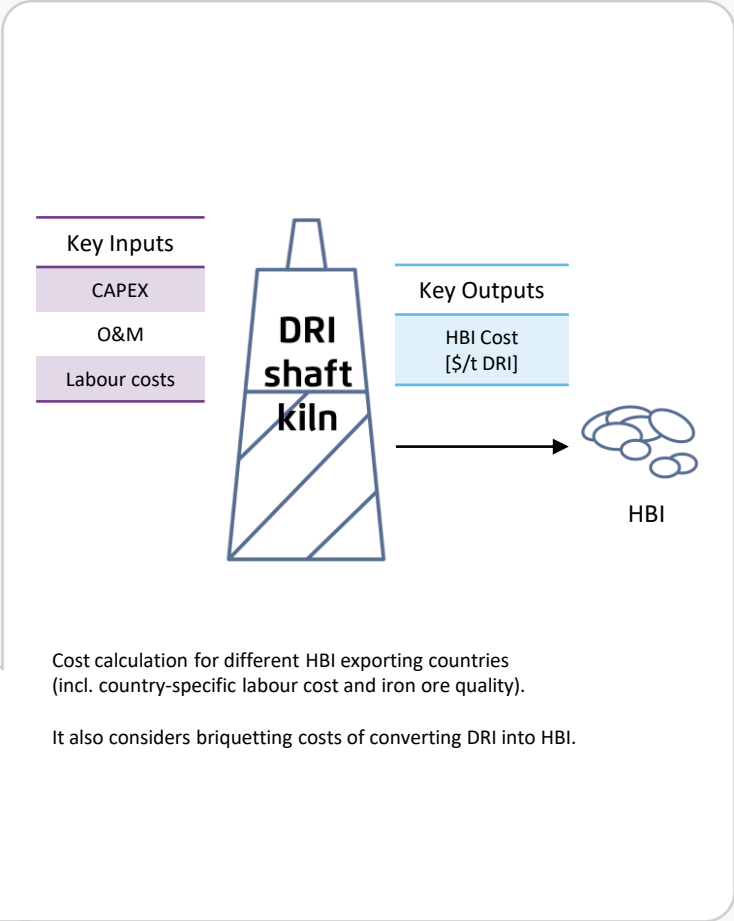 Key Inputs
CAPEX
O&M
Labour costs
DRI
shaft
kiln
Key Outputs
HBI Cost
[$/t DRI]
HBI
Cost calculation for different HBI exporting countries
(incl. country-specific labour cost and iron ore quality).
It also considers briquetting costs of converting DRI into HBI.